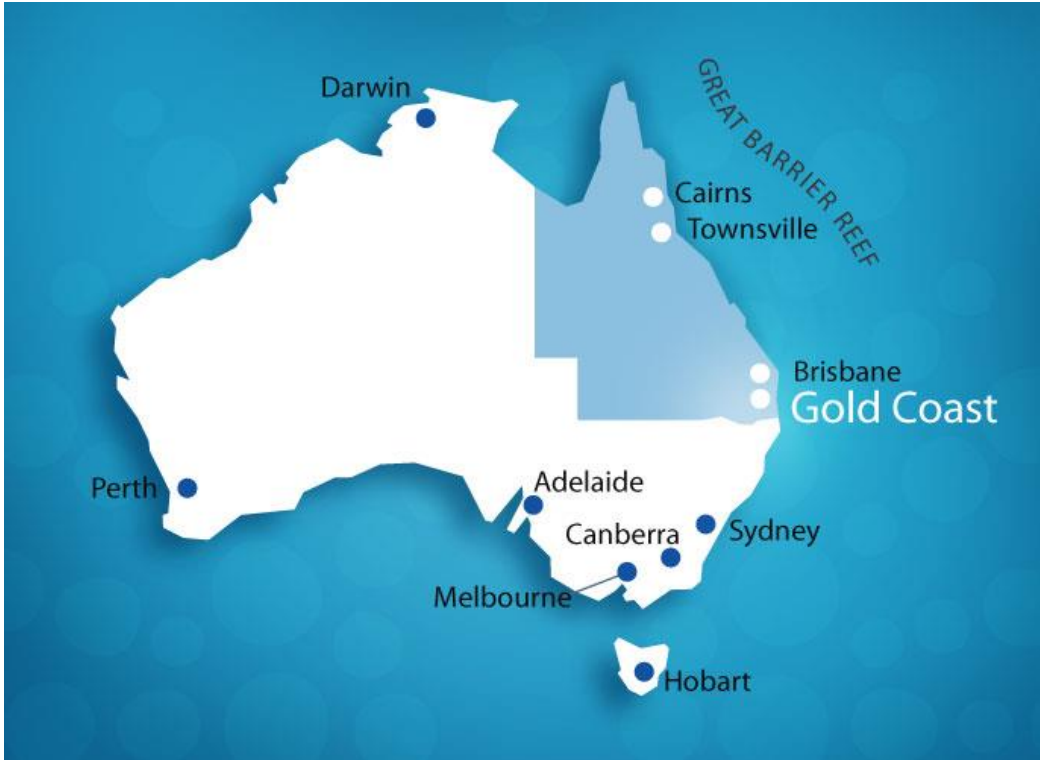 Darwin
GREAT BARRIER REEF
Cairns
Townsville
Brisbane
Gold Coast
Perth
Adelaide
Canberra
Sydney
Melbourne
Hobart